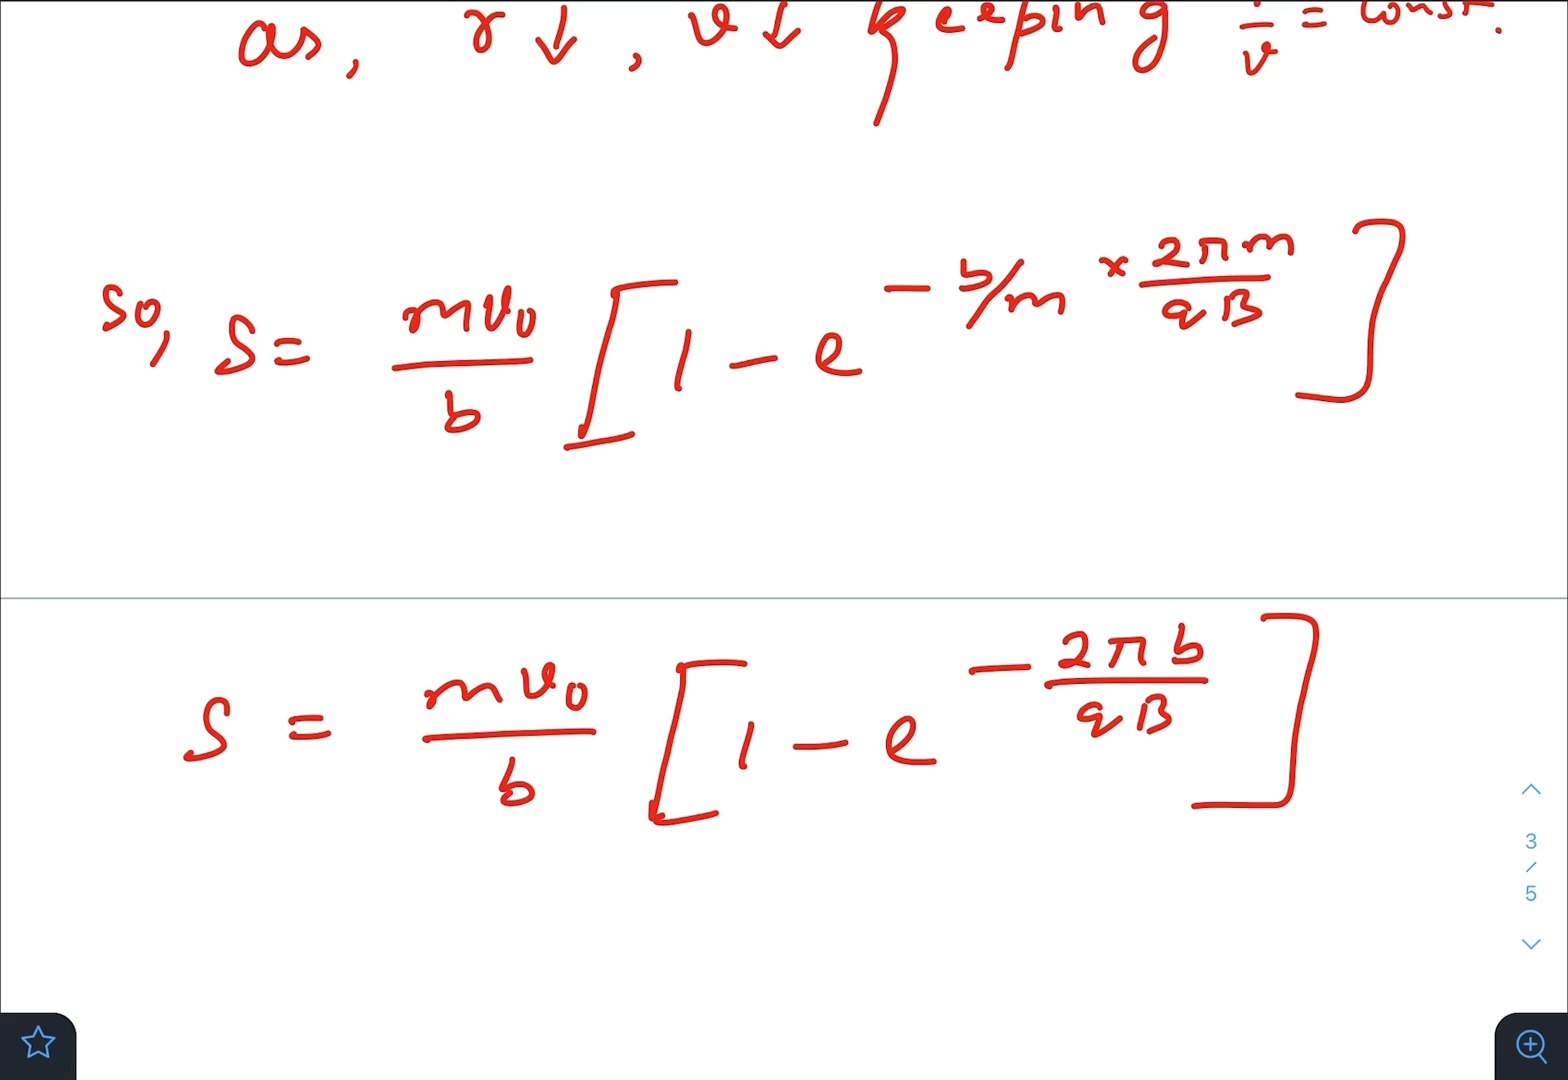 as, r↓, v↓ keeping r/v = const.
so, S = mv₀/b [1 - e^(- b/m × 2πm/qB)]
S = mv₀/b [1 - e^(- 2πb/qB)]
3
/
5